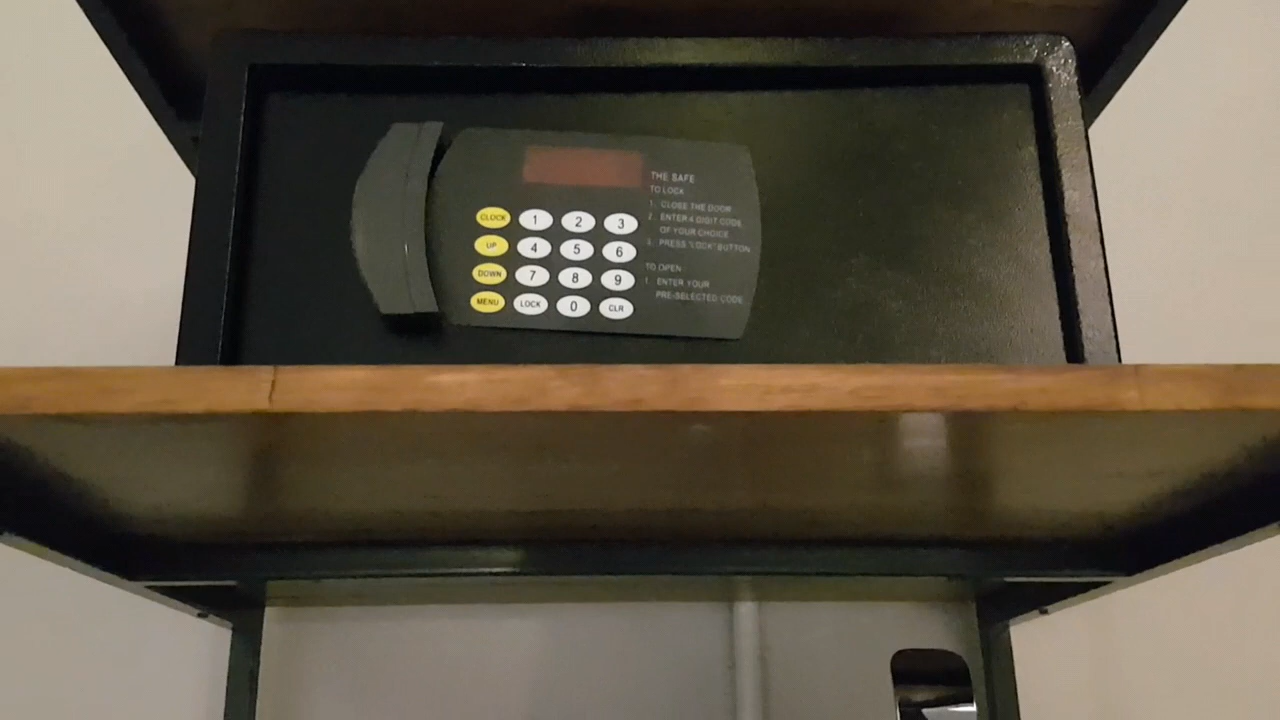 THE SAFE
TO LOCK
1. CLOSE THE DOOR
2. ENTER 4 DIGIT CODE
OF YOUR CHOICE
3. PRESS "LOCK" BUTTON
TO OPEN
1. ENTER YOUR
PRE-SELECTED CODE
CLOCK 1 2 3
UP 4 5 6
DOWN 7 8 9
MENU LOCK 0 CLR